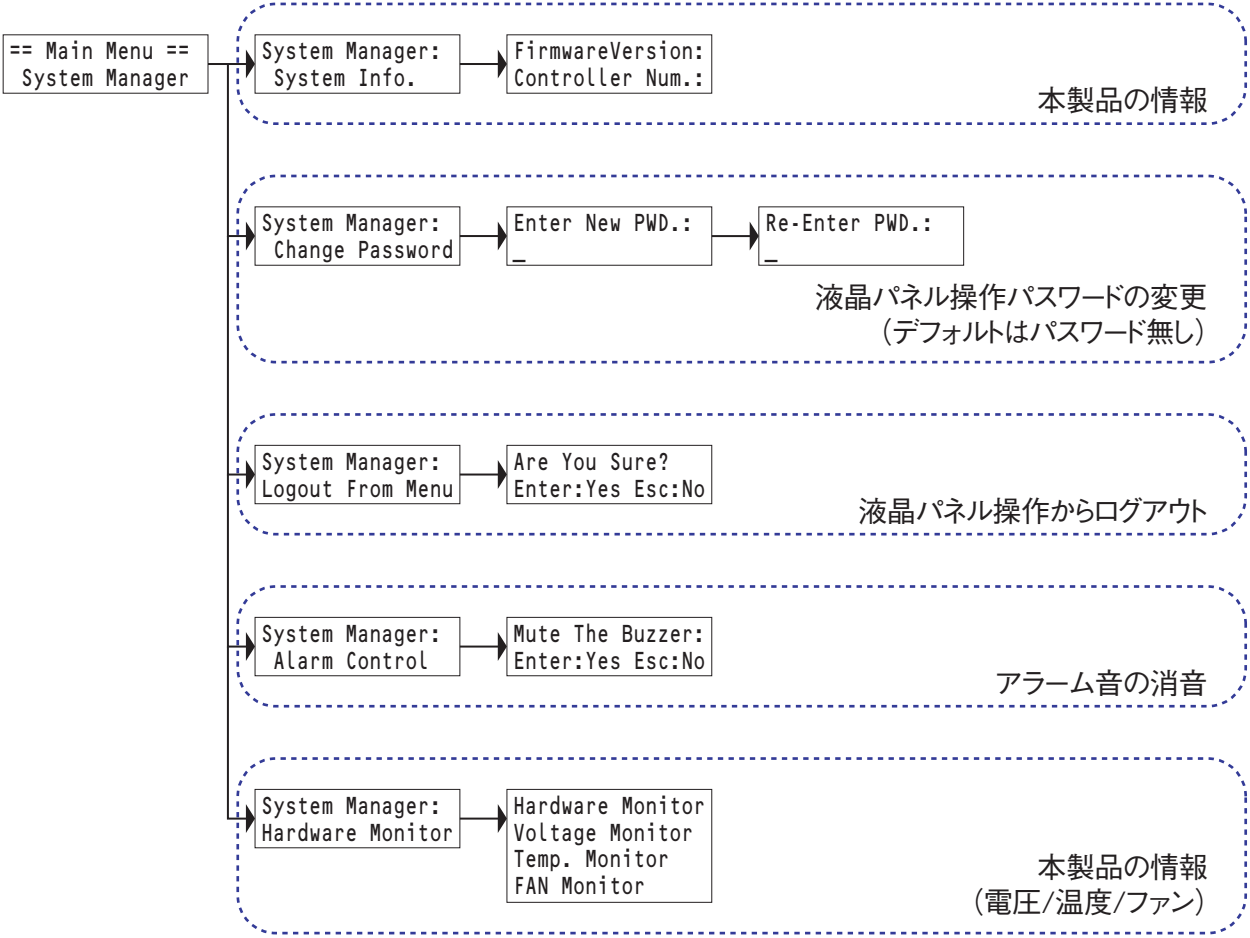 == Main Menu ==
System Manager
System Manager:
System Info.
FirmwareVersion:
Controller Num.:
本製品の情報
System Manager:
Change Password
Enter New PWD.:
_
Re-Enter PWD.:
_
液晶パネル操作パスワードの変更
（デフォルトはパスワード無し）
System Manager:
Logout From Menu
Are You Sure?
Enter:Yes Esc:No
液晶パネル操作からログアウト
System Manager:
Alarm Control
Mute The Buzzer:
Enter:Yes Esc:No
アラーム音の消音
System Manager:
Hardware Monitor
Hardware Monitor
Voltage Monitor
Temp. Monitor
FAN Monitor
本製品の情報
（電圧/温度/ファン）